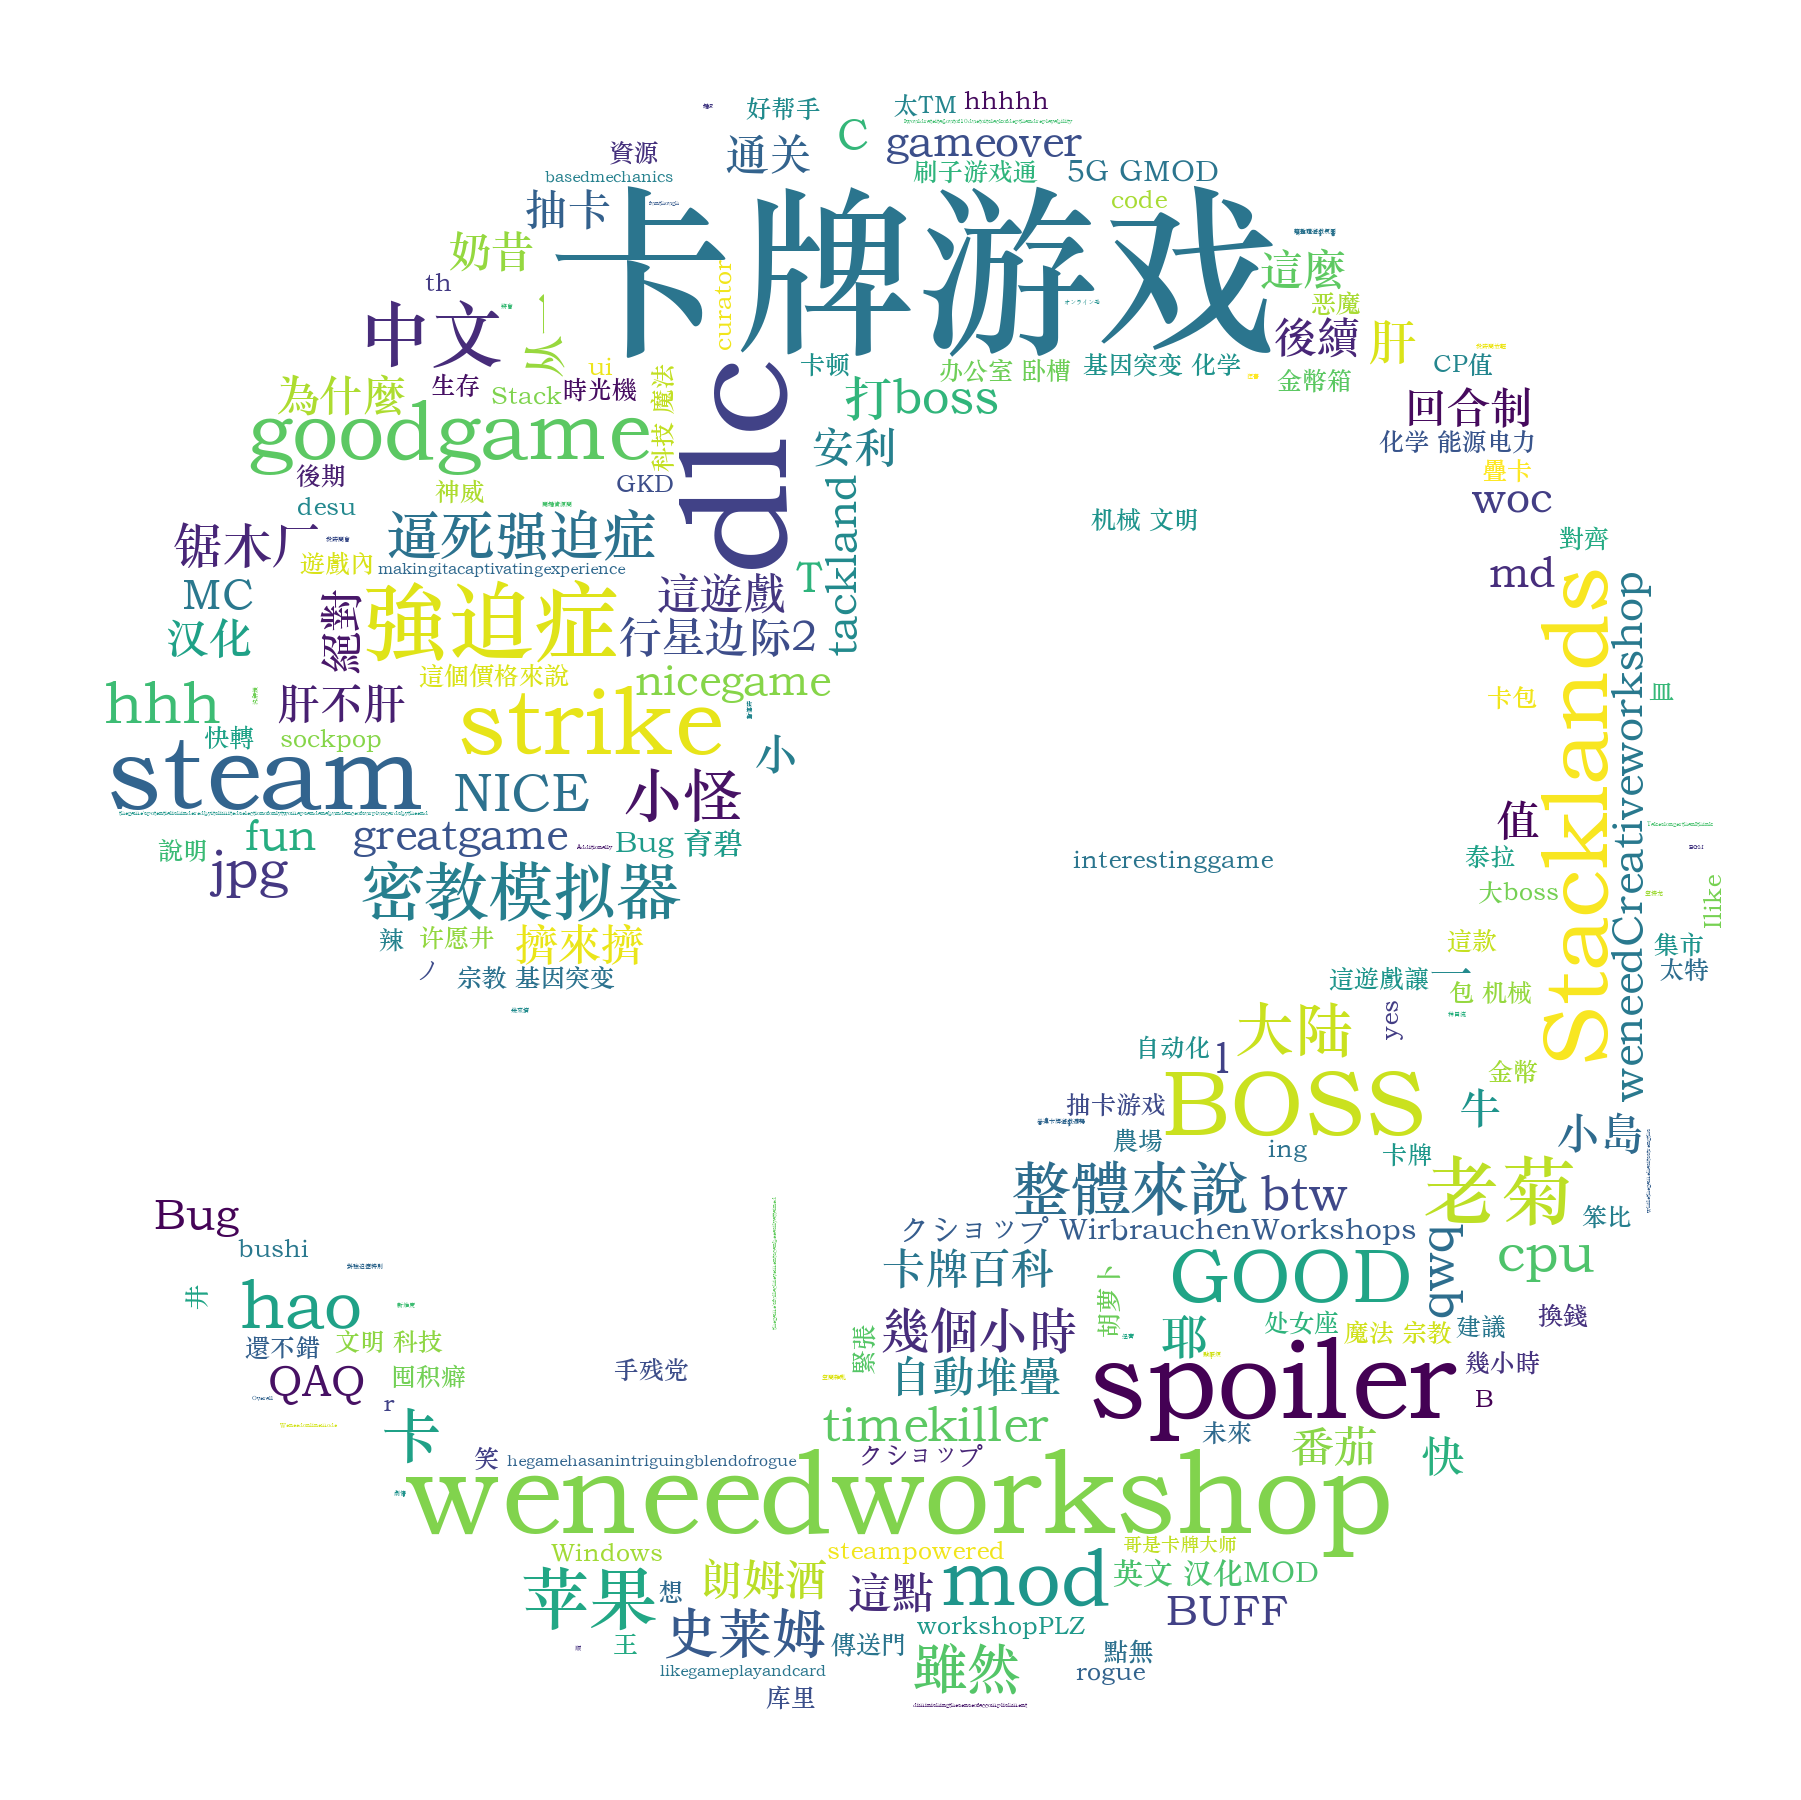 好帮手
太TM
hhhhh
C
gameover
通关
資源
basedmechanics
刷子游戏通
5G GMOD
code
抽卡
卡牌游戏
奶昔
th
curator
這麼
恶魔
中文
从一
ui
後續
肝
卡顿
办公室 卧槽
基因突变 化学
金幣箱
CP值
為什麼
生存
Stack
時光機
科技 魔法
dlc
打boss
回合制
goodgame
安利
化学 能源电力
後期
神威
GKD
疊卡
woc
desu
tackland
机械 文明
锯木厂
逼死强迫症
對齊
遊戲內
makingitacaptivatingexperience
T
這遊戲
md
MC
絕對
強迫症
行星边际2
汉化
Stacklands
weneedCreativeworkshop
這個價格來說
nicegame
hhh
肝不肝
strike
卡包
皿
快轉
sockpop
小
steam
NICE
小怪
值
fun
greatgame
Bug 育碧
說明
interestinggame
泰拉
jpg
密教模拟器
大boss
Ilike
辣
许愿井
擠來擠
這款
集市
ノ
宗教 基因突变
這遊戲讓一
太特
包 机械
大陆
yes
自动化
l
金幣
抽卡游戏
BOSS
牛
小島
農場
ing
卡牌
整體來說
btw
老菊
Bug
クショップ
WirbrauchenWorkshops
笨比
bushi
卡牌百科
GOOD
bwb
cpu
井
hao
胡萝卜
幾個小時
耶
处女座
魔法 宗教
建議
換錢
還不錯
文明 科技
緊張
手残党
自動堆疊
spoiler
幾小時
QAQ
囤积癖
r
B
卡
timekiller
未來
番茄
快
笑
hegamehasanintriguingblendofrogue
クショップ
weneedworkshop
Windows
steampowered
哥是卡牌大师
苹果
想
朗姆酒
這點
mod
英文 汉化MOD
BUFF
史莱姆
王
傳送門
workshopPLZ
雖然
點無
likegameplayandcard
rogue
库里